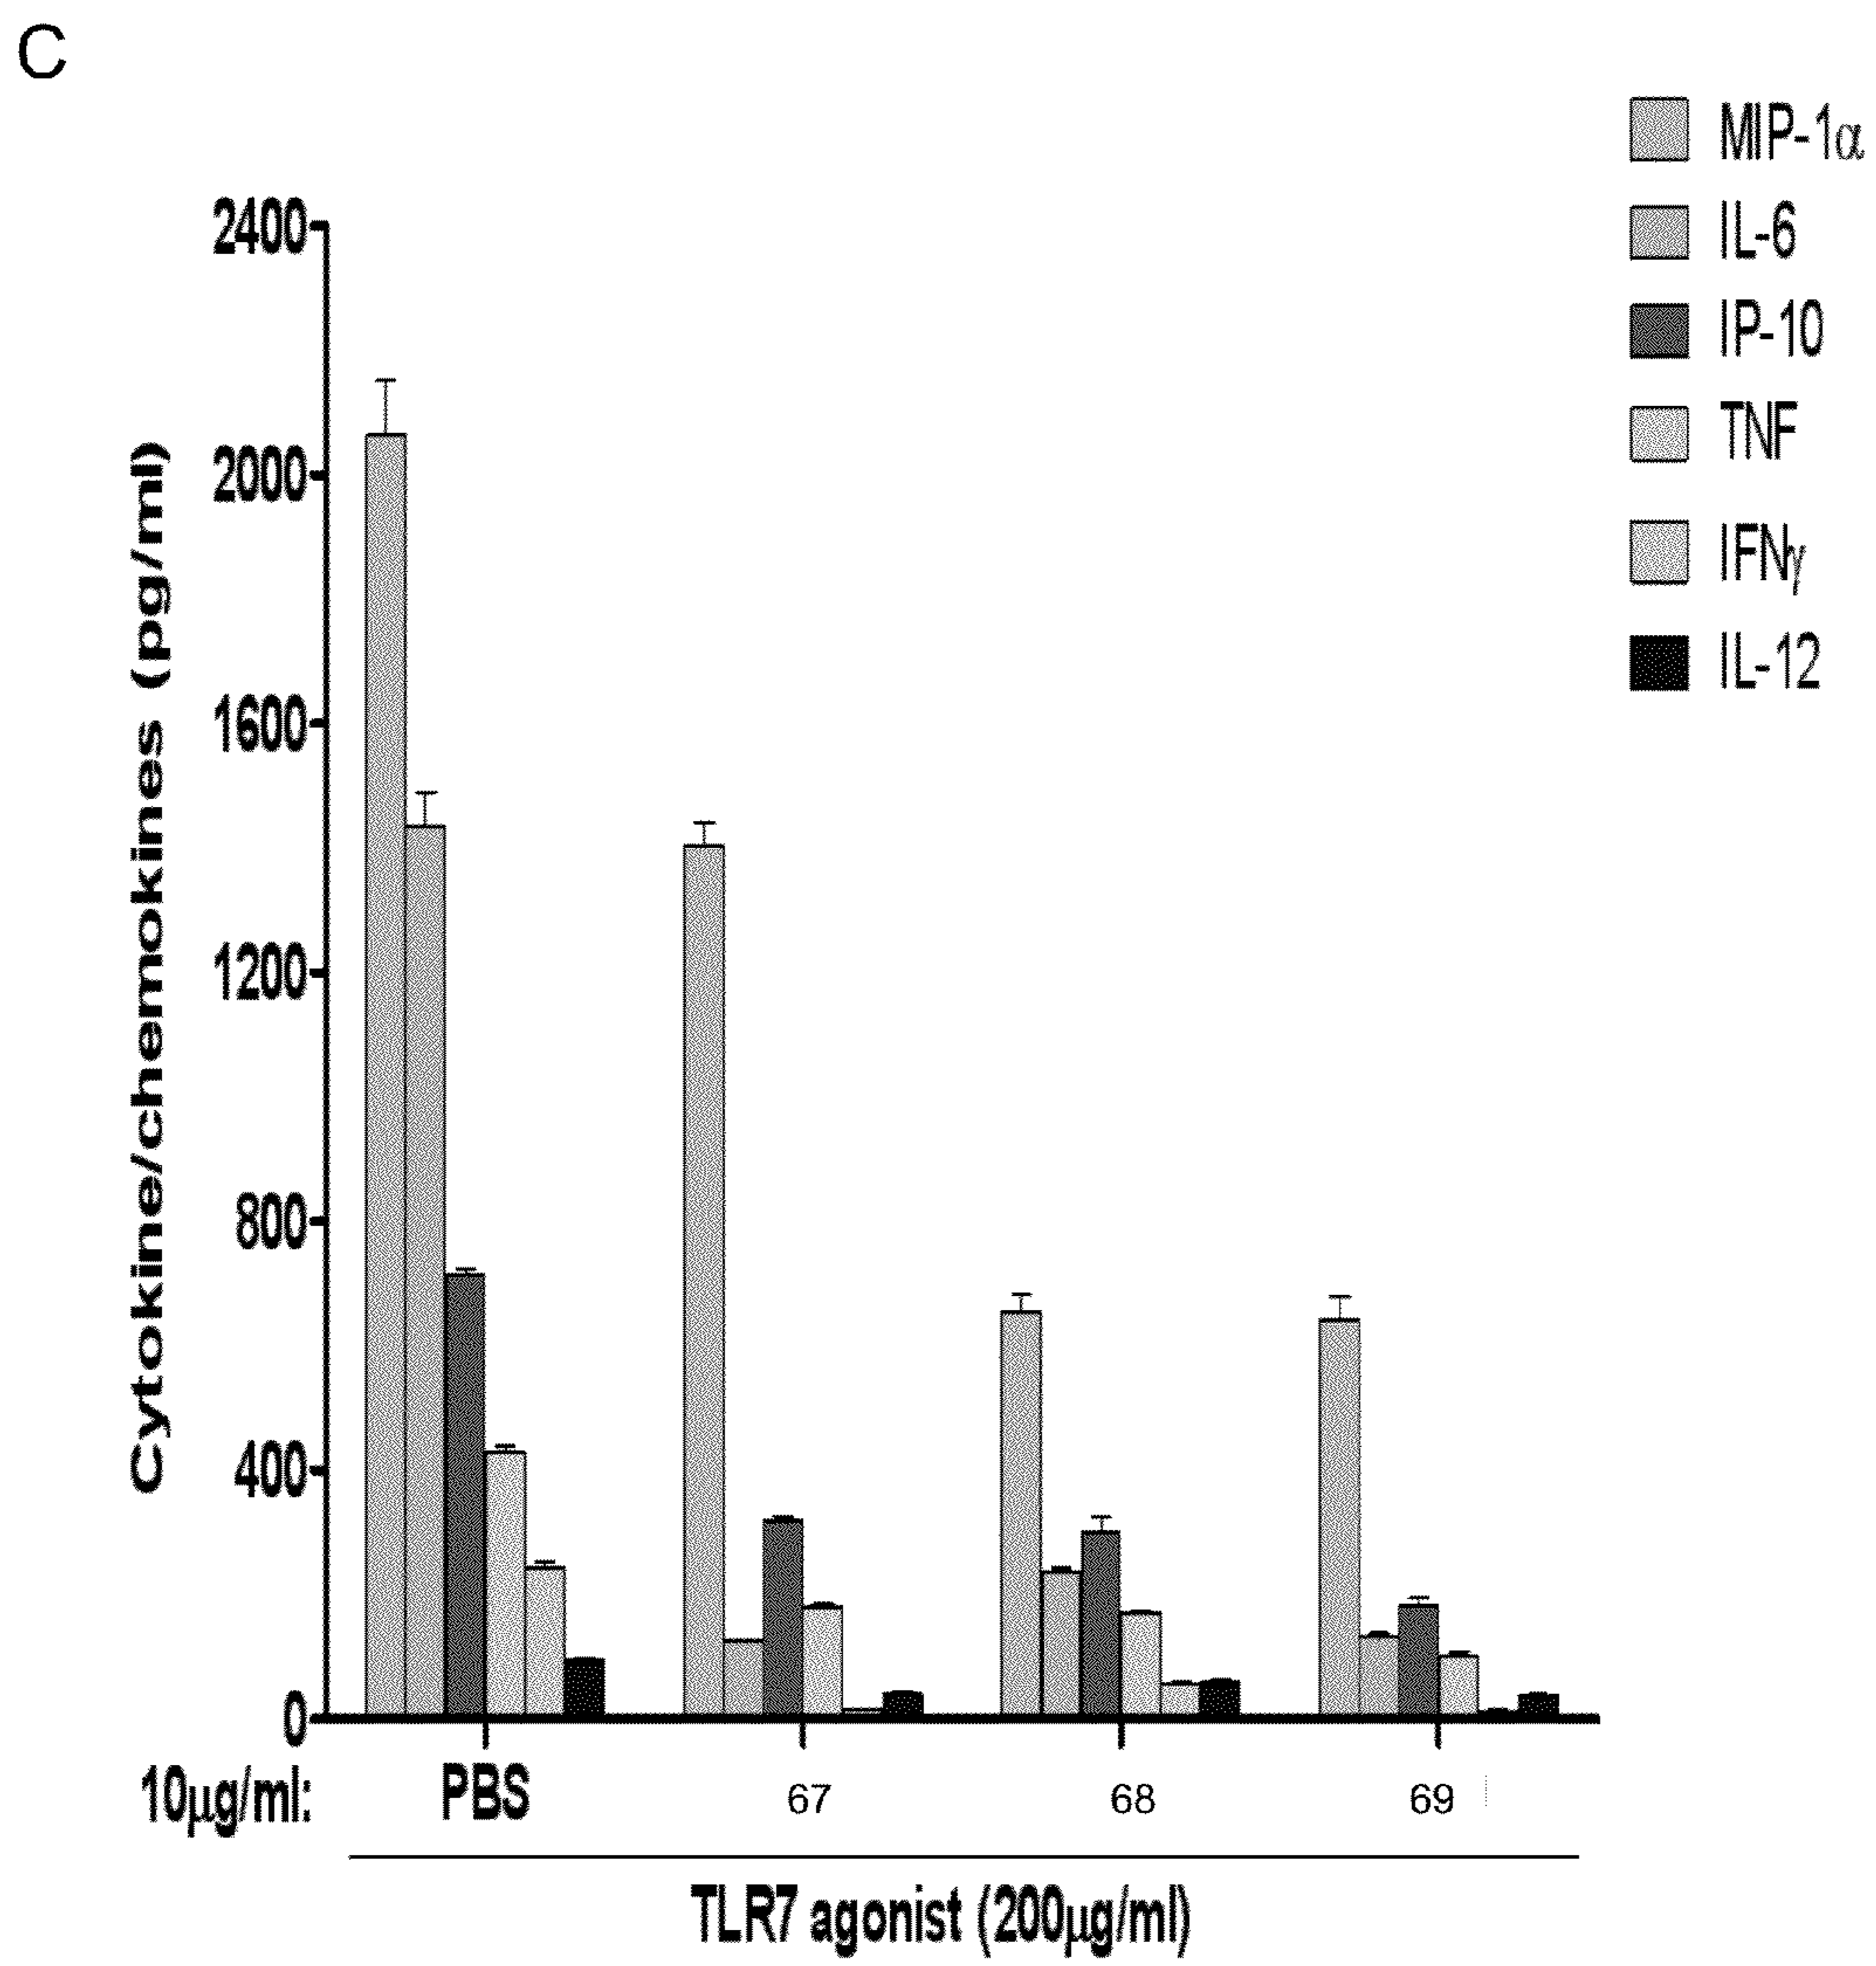 C
MIP-1α
IL-6
IP-10
TNF
IFNγ
IL-12
Cytokine/chemokines (pg/ml)
2400
2000
1600
1200
800
400
0
10μg/ml: PBS 67 68 69
TLR7 agonist (200μg/ml)